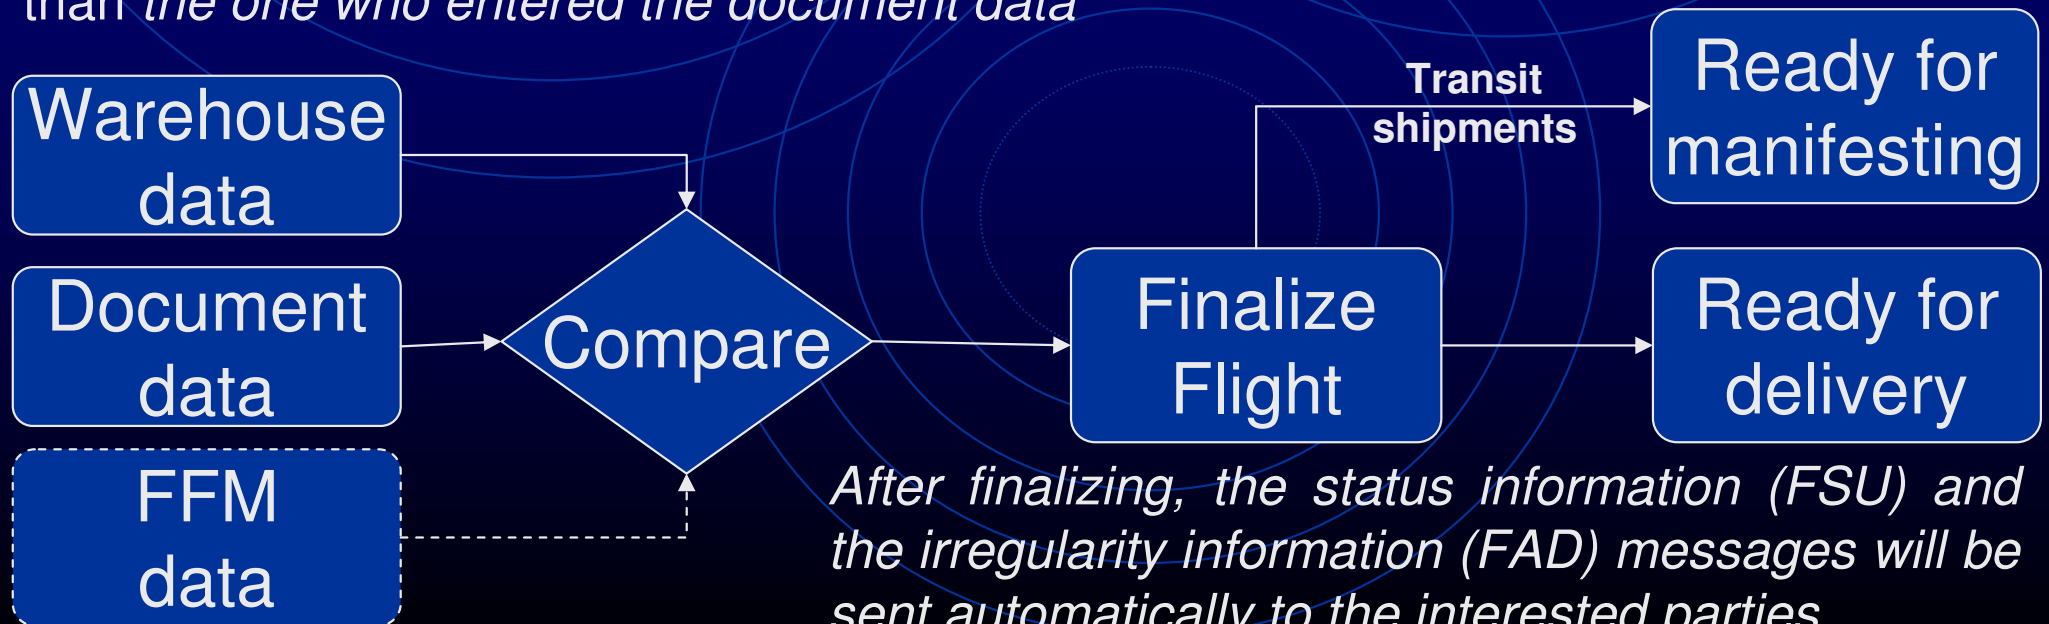 than the one who entered the document data
Warehouse
data
Document
data
FFM
data
Compare
Finalize
Flight
Transit
shipments
Ready for
manifesting
Ready for
delivery
After finalizing, the status information (FSU) and
the irregularity information (FAD) messages will be
sent automatically to the interested parties